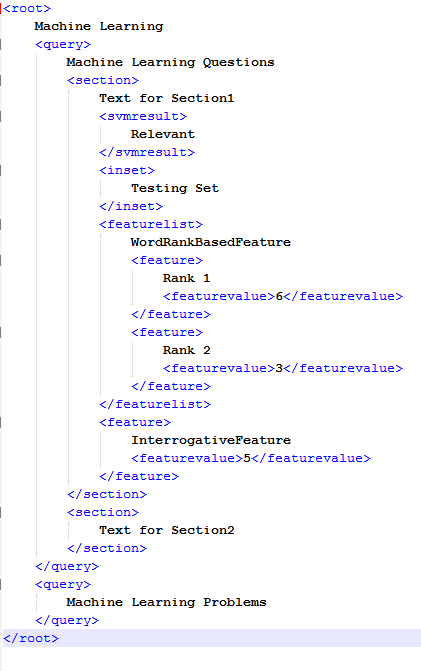 <root>
Machine Learning
<query>
Machine Learning Questions
<section>
Text for Section1
<svmresult>
Relevant
</svmresult>
<inset>
Testing Set
</inset>
<featurelist>
WordRankBasedFeature
<feature>
Rank 1
<featurevalue>6</featurevalue>
</feature>
<feature>
Rank 2
<featurevalue>3</featurevalue>
</feature>
</featurelist>
<feature>
InterrogativeFeature
<featurevalue>5</featurevalue>
</feature>
</section>
<section>
Text for Section2
</section>
</query>
<query>
Machine Learning Problems
</query>
</root>